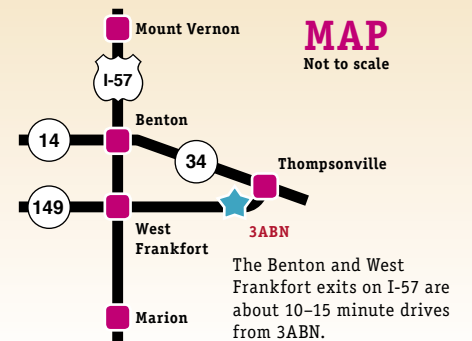 Mount Vernon
MAP
Not to scale
I-57
Benton
14
34
Thompsonville
149
3ABN
West
Frankfort
The Benton and West
Frankfort exits on I-57 are
about 10–15 minute drives
from 3ABN.
Marion